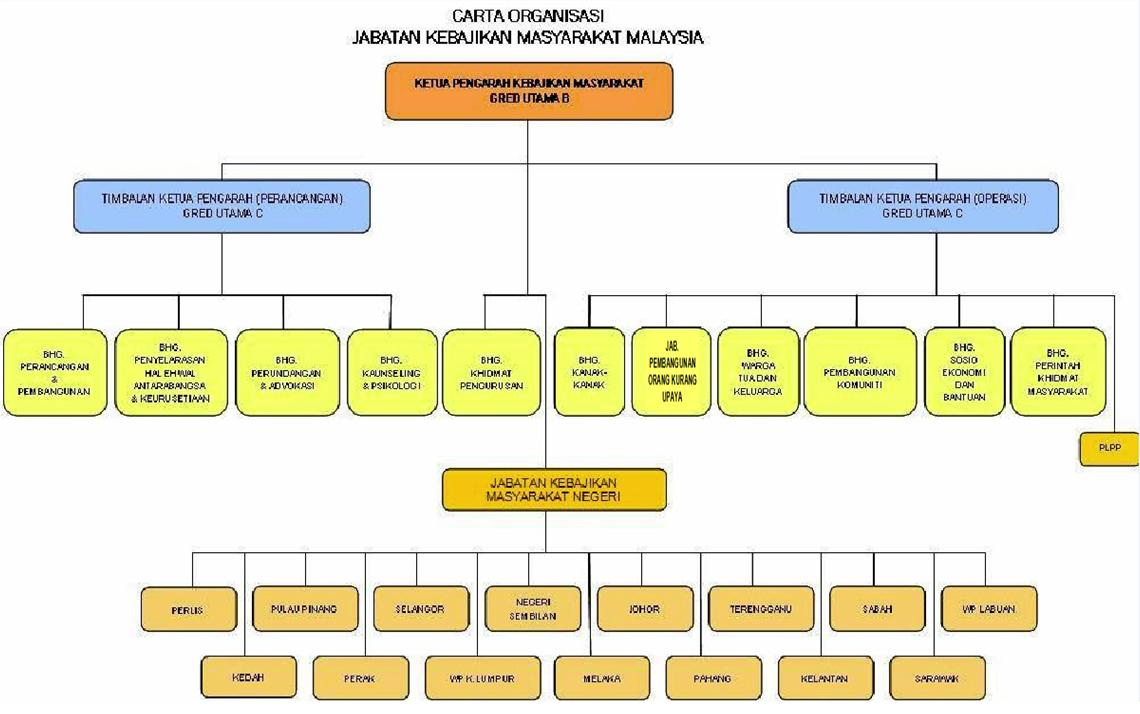 CARTA ORGANISASI
JABATAN KEBAJIKAN MASYARAKAT MALAYSIA
KETUA PENGARAH KEBAJIKAN MASYARAKAT
GRED UTAMA B
TIMBALAN KETUA PENGARAH (PERANCANGAN)
GRED UTAMA C
TIMBALAN KETUA PENGARAH (OPERASI)
GRED UTAMA C
BHG.
PERANCANGAN
&
PEMBANGUNAN
BHG.
PENYELARASAN
HAL EHWAL
ANTARABANGSA
& KEURUSETIAAN
BHG.
PERUNDANGAN
& ADVOKASI
BHG.
KAUNSELING
& PSIKOLOGI
BHG.
KHIDMAT
PENGURUSAN
BHG.
KANAK-
KANAK
JAB.
PEMBANGUNAN
ORANG KURANG
UPAYA
BHG.
WARGA
TUA DAN
KELUARGA
BHG.
PEMBANGUNAN
KOMUNITI
BHG.
SOSIO
EKONOMI
DAN
BANTUAN
BHG.
PERINTAH
KHIDMAT
MASYARAKAT
PLPP
JABATAN KEBAJIKAN
MASYARAKAT NEGERI
PERLIS
PULAU PINANG
SELANGOR
NEGERI
SEMBILAN
JOHOR
TERENGGANU
SABAH
WP LABUAN
KEDAH
PERAK
WP K.LUMPUR
MELAKA
PAHANG
KELANTAN
SARAWAK